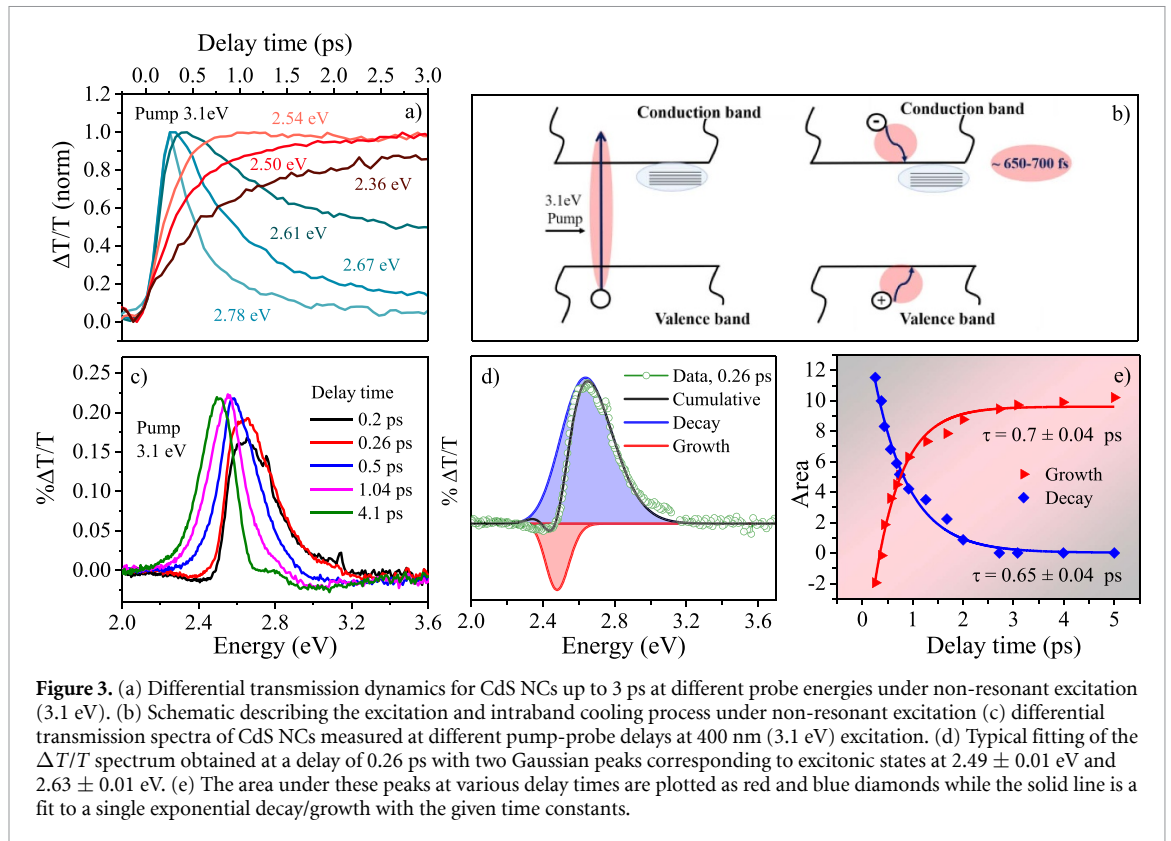 Delay time (ps)
0.0 0.5 1.0 1.5 2.0 2.5 3.0
1.2
1.0
0.8
0.6
0.4
0.2
0.0
ΔT/T (norm)
Pump 3.1eV
a)
2.54 eV
2.50 eV
2.36 eV
2.61 eV
2.67 eV
2.78 eV
b)
Conduction band
3.1eV
Pump
Valence band
Conduction band
-
~ 650-700 fs
+
Valence band
c)
0.25
0.20
0.15
0.10
0.05
0.00
%ΔT/T
Pump
3.1 eV
Delay time
0.2 ps
0.26 ps
0.5 ps
1.04 ps
4.1 ps
2.0 2.4 2.8 3.2 3.6
Energy (eV)
d)
% ΔT/T
Data, 0.26 ps
Cumulative
Decay
Growth
2.0 2.4 2.8 3.2 3.6
Energy (eV)
e)
12
10
8
6
4
2
0
-2
Area
τ = 0.7 ± 0.04 ps
Growth
Decay
τ = 0.65 ± 0.04 ps
0 1 2 3 4 5
Delay time (ps)
Figure 3. (a) Differential transmission dynamics for CdS NCs up to 3 ps at different probe energies under non-resonant excitation
(3.1 eV). (b) Schematic describing the excitation and intraband cooling process under non-resonant excitation (c) differential
transmission spectra of CdS NCs measured at different pump-probe delays at 400 nm (3.1 eV) excitation. (d) Typical fitting of the
ΔT/T spectrum obtained at a delay of 0.26 ps with two Gaussian peaks corresponding to excitonic states at 2.49 ± 0.01 eV and
2.63 ± 0.01 eV. (e) The area under these peaks at various delay times are plotted as red and blue diamonds while the solid line is a
fit to a single exponential decay/growth with the given time constants.